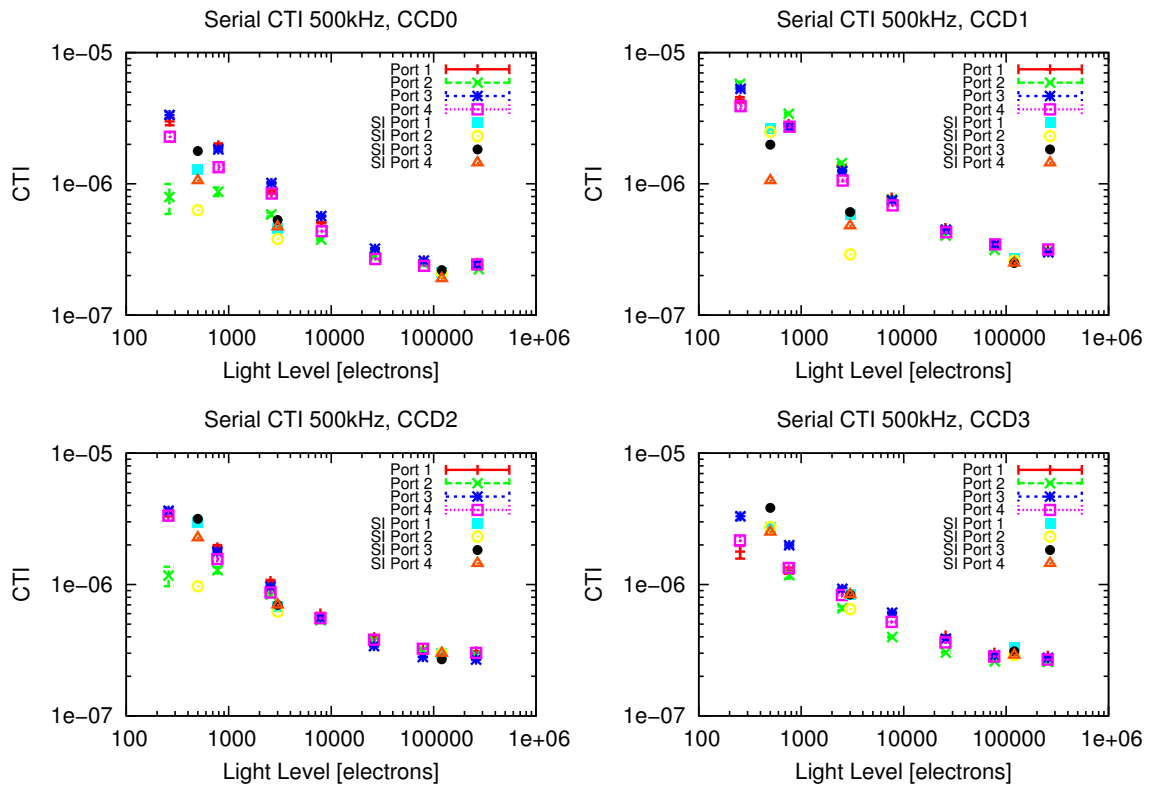 Serial CTI 500kHz, CCD0
1e−05
1e−06
1e−07
CTI
100
1000
10000
100000
1e+06
Light Level [electrons]
Port 1
Port 2
Port 3
Port 4
SI Port 1
SI Port 2
SI Port 3
SI Port 4
Serial CTI 500kHz, CCD1
1e−05
1e−06
1e−07
CTI
100
1000
10000
100000
1e+06
Light Level [electrons]
Port 1
Port 2
Port 3
Port 4
SI Port 1
SI Port 2
SI Port 3
SI Port 4
Serial CTI 500kHz, CCD2
1e−05
1e−06
1e−07
CTI
100
1000
10000
100000
1e+06
Light Level [electrons]
Port 1
Port 2
Port 3
Port 4
SI Port 1
SI Port 2
SI Port 3
SI Port 4
Serial CTI 500kHz, CCD3
1e−05
1e−06
1e−07
CTI
100
1000
10000
100000
1e+06
Light Level [electrons]
Port 1
Port 2
Port 3
Port 4
SI Port 1
SI Port 2
SI Port 3
SI Port 4